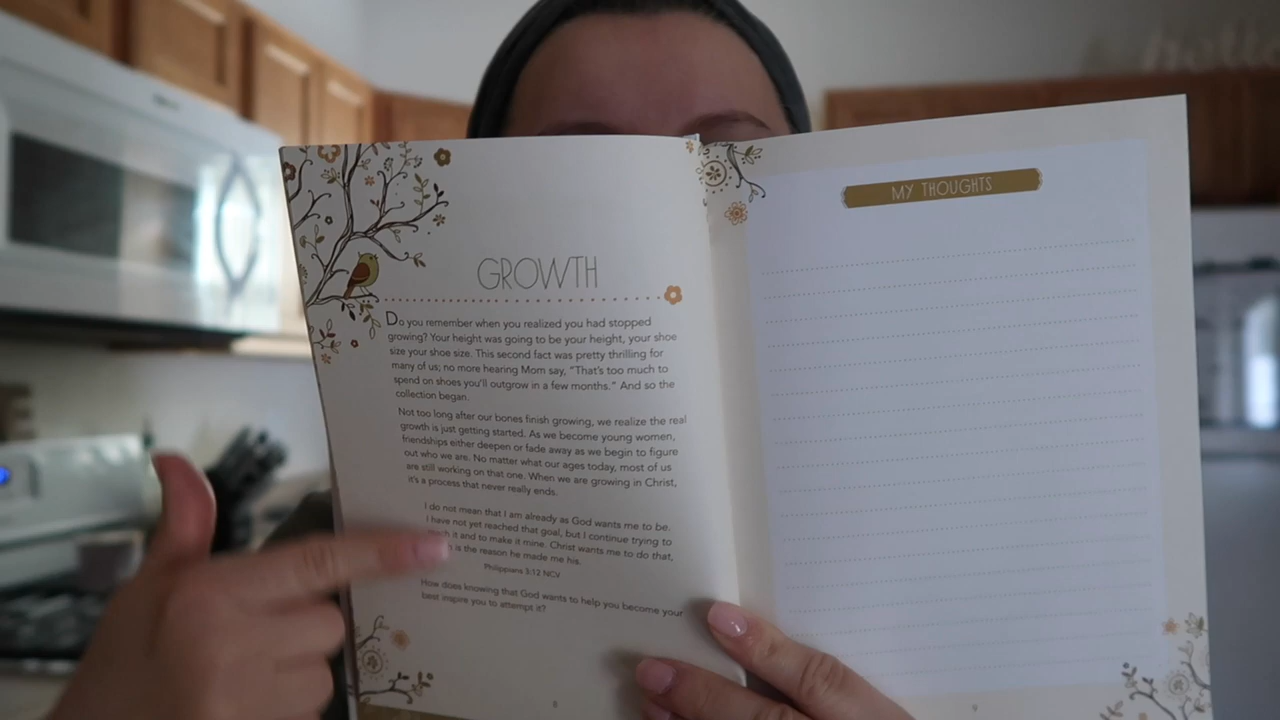 GROWTH
Do you remember when you realized you had stopped
growing? Your height was going to be your height, your shoe
size your shoe size. This second fact was pretty thrilling for
many of us; no more hearing Mom say, "That's too much to
spend on shoes you'll outgrow in a few months." And so the
collection began.
Not too long after our bones finish growing, we realize the real
growth is just getting started. As we become young women,
friendships either deepen or fade away as we begin to figure
out who we are. No matter what our ages today, most of us
are still working on that one. When we are growing in Christ,
it's a process that never really ends.
I do not mean that I am already as God wants me to be.
I have not yet reached that goal, but I continue trying to
it and to make it mine. Christ wants me to do that,
is the reason he made me his.
Philippians 3:12 NCV
How does knowing that God wants to help you become your
best inspire you to attempt it?
8
MY THOUGHTS
9
hello